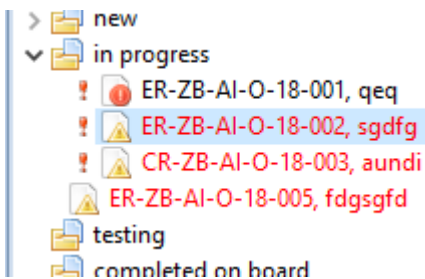 new
in progress
ER-ZB-AI-O-18-001, qeq
ER-ZB-AI-O-18-002, sgdfg
CR-ZB-AI-O-18-003, aundi
ER-ZB-AI-O-18-005, fdgsgfd
testing
completed on board